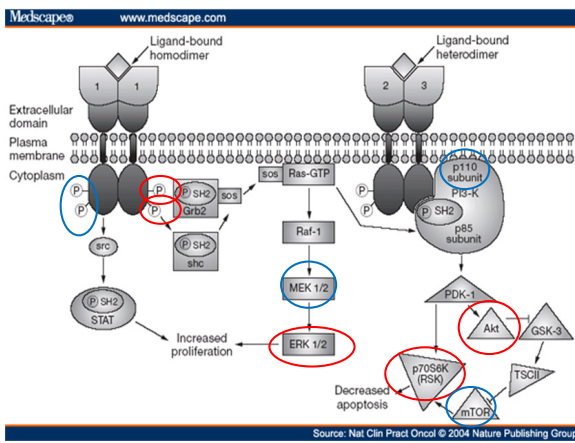 Medscape® www.medscape.com
Ligand-bound
homodimer
Ligand-bound
heterodimer
1 1
2 3
Extracellular
domain
Plasma
membrane
Cytoplasm
p110
subunit
PI3-K
P
P
P
P
P SH2
Grb2
sos
sos
Ras-GTP
P
P
P SH2
p85
subunit
P SH2
shc
Raf-1
src
MEK 1/2
PDK-1
P SH2
STAT
Akt
GSK-3
Increased
proliferation
ERK 1/2
p70S6K
(RSK)
TSCII
Decreased
apoptosis
mTOR
Source: Nat Clin Pract Oncol © 2004 Nature Publishing Group